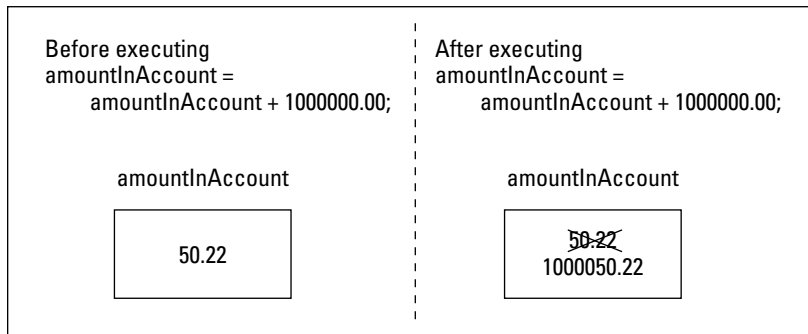 Before executing
amountInAccount =
amountInAccount + 1000000.00;
amountInAccount
50.22
After executing
amountInAccount =
amountInAccount + 1000000.00;
amountInAccount
50.22
1000050.22